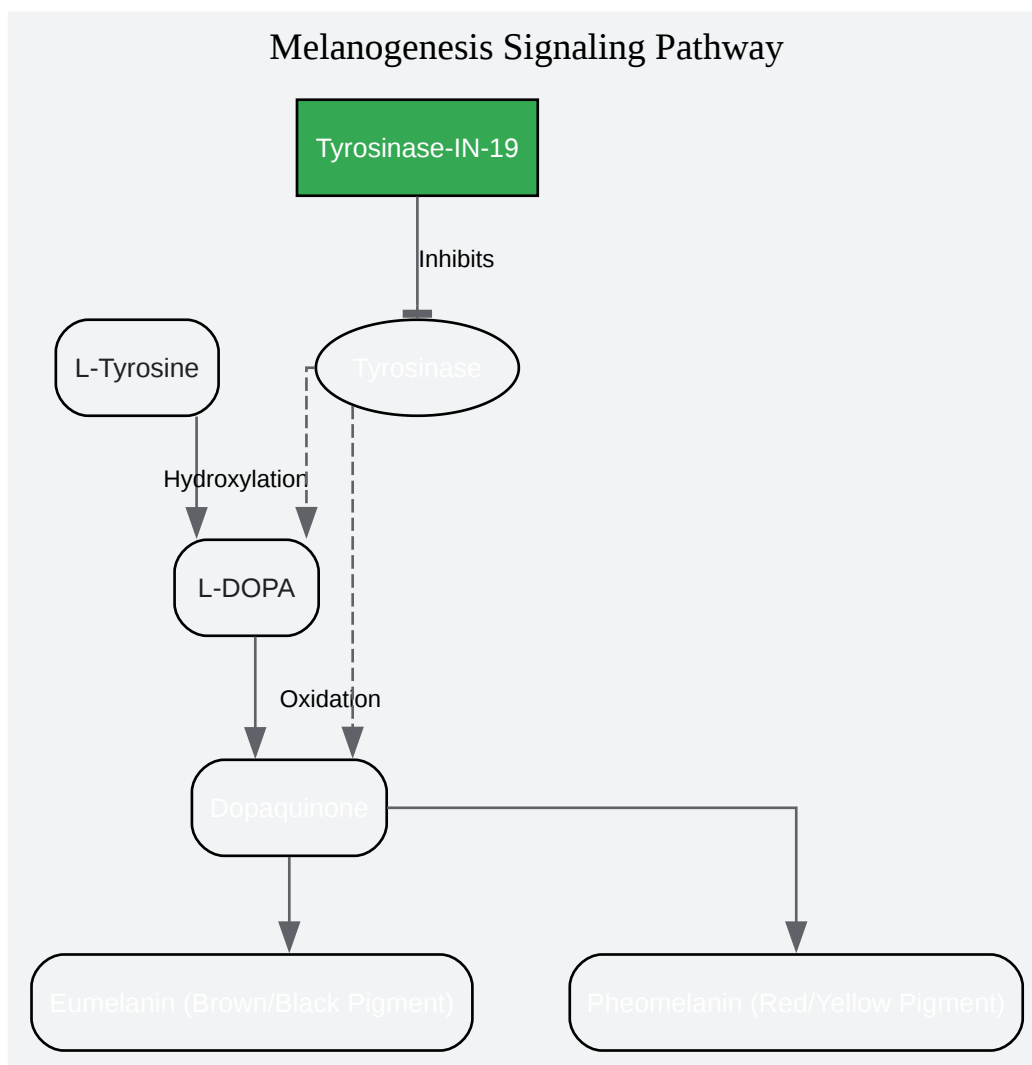 Melanogenesis Signaling Pathway
Tyrosinase-IN-19
Inhibits
L-Tyrosine
Tyrosinase
Hydroxylation
L-DOPA
Oxidation
Dopaquinone
Eumelanin (Brown/Black Pigment)
Pheomelanin (Red/Yellow Pigment)